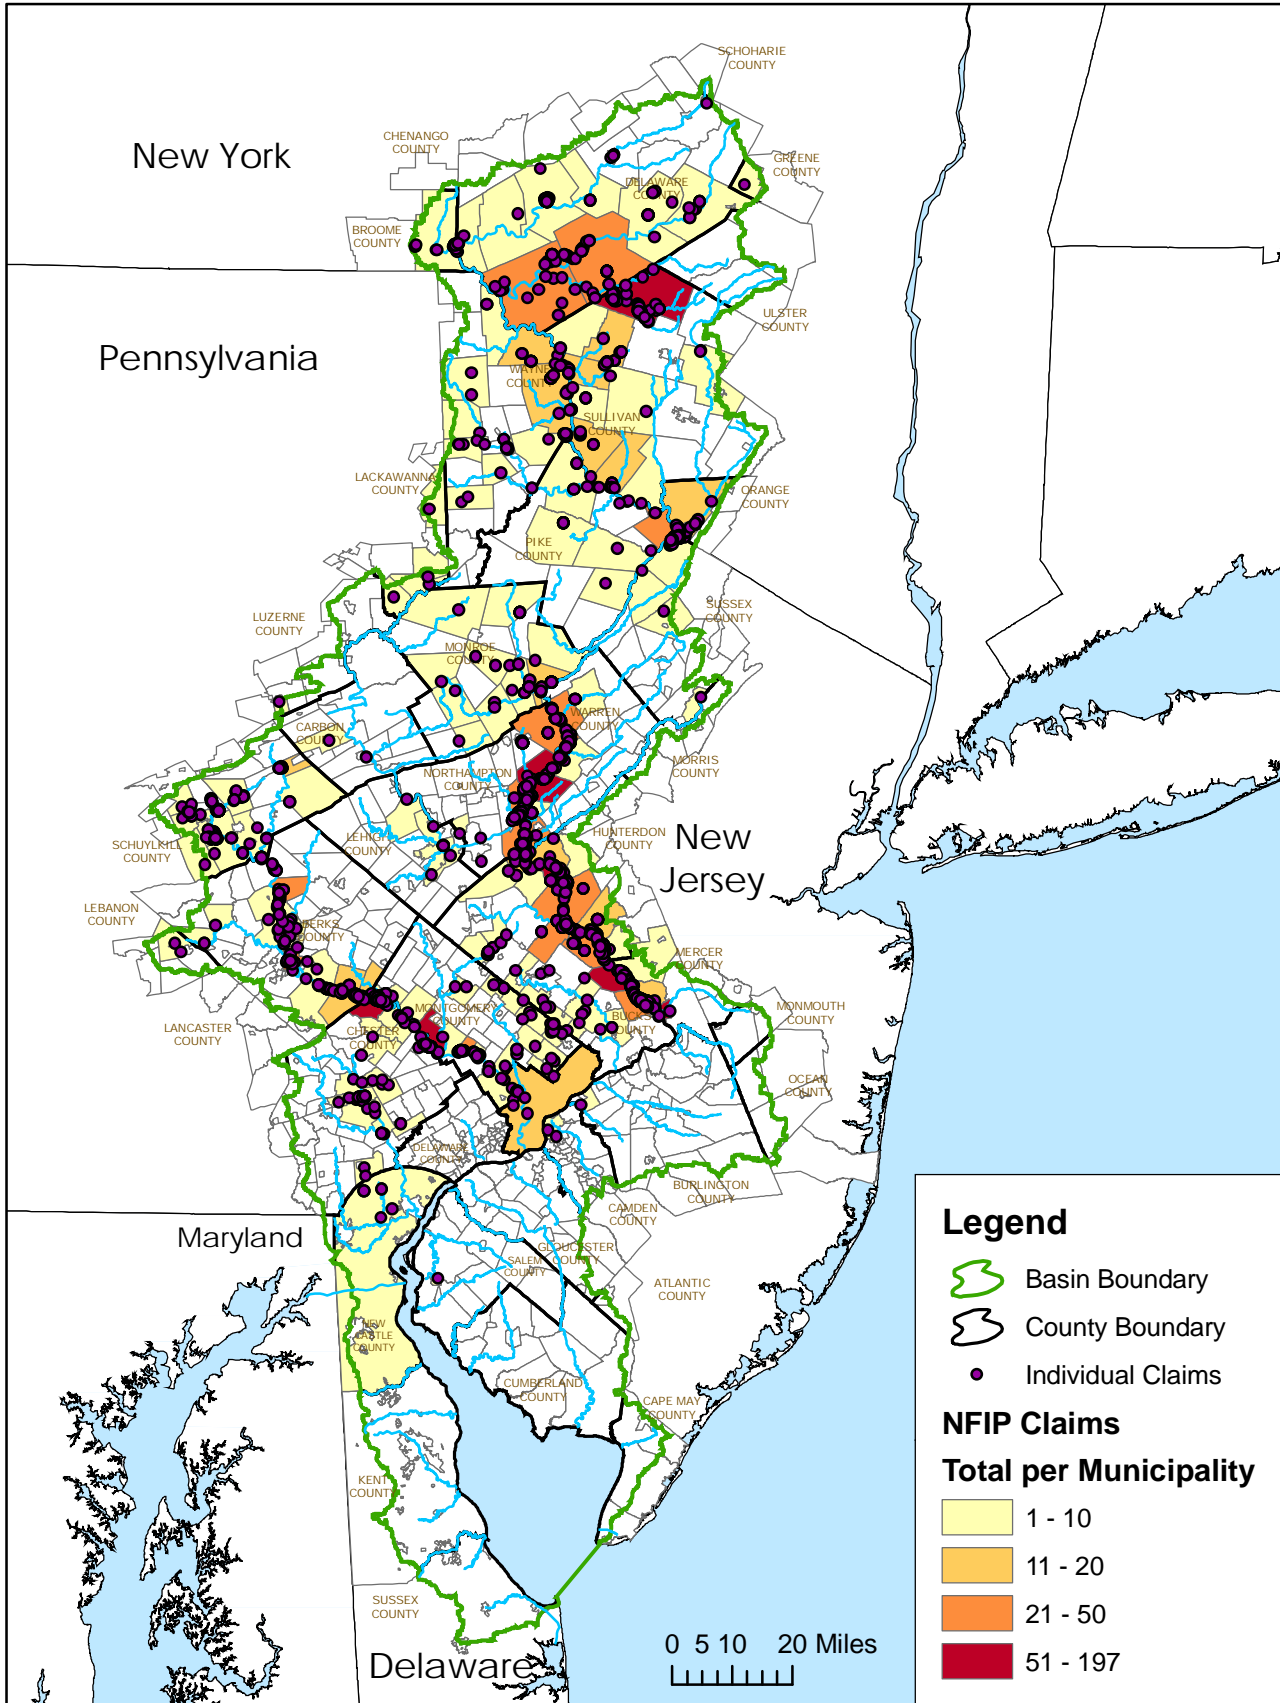 SCHOHARIE
COUNTY
CHENANGO
COUNTY
New York
GREENE
COUNTY
DELAWARE
COUNTY
BROOME
COUNTY
ULSTER
COUNTY
Pennsylvania
WAYNE
COUNTY
SULLIVAN
COUNTY
LACKAWANNA
COUNTY
ORANGE
COUNTY
PIKE
COUNTY
SUSSEX
COUNTY
LUZERNE
COUNTY
MONROE
COUNTY
WARREN
COUNTY
CARBON
COUNTY
MORRIS
COUNTY
NORTHAMPTON
COUNTY
HUNTERDON
COUNTY
LEHIGH
COUNTY
New
Jersey
SCHUYLKILL
COUNTY
LEBANON
COUNTY
BERKS
COUNTY
MERCER
COUNTY
MONTGOMERY
COUNTY
MONMOUTH
COUNTY
BUCKS
COUNTY
LANCASTER
COUNTY
CHESTER
COUNTY
OCEAN
COUNTY
DELAWARE
COUNTY
BURLINGTON
COUNTY
CAMDEN
COUNTY
Maryland
GLOUCESTER
COUNTY
SALEM
COUNTY
ATLANTIC
COUNTY
NEW
CASTLE
COUNTY
CUMBERLAND
COUNTY
CAPE MAY
COUNTY
KENT
COUNTY
SUSSEX
COUNTY
Delaware
0 5 10 20 Miles
Legend
Basin Boundary
County Boundary
Individual Claims
NFIP Claims
Total per Municipality
1 - 10
11 - 20
21 - 50
51 - 197